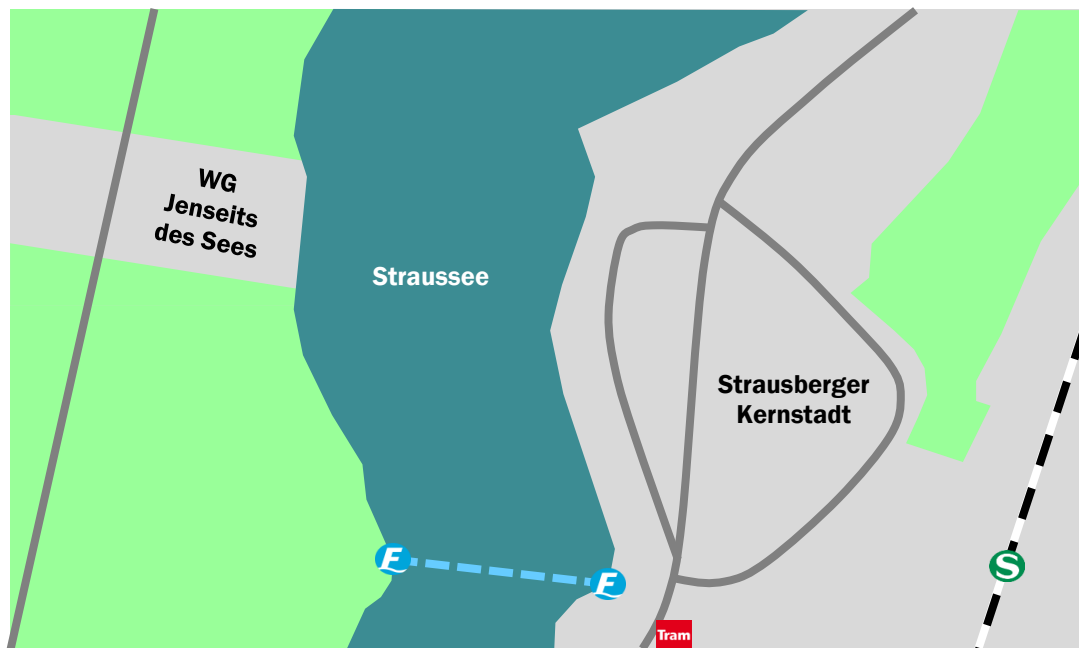 WG
Jenseits
des Sees
Straussee
Strausberger
Kernstadt
F
F
S
Tram